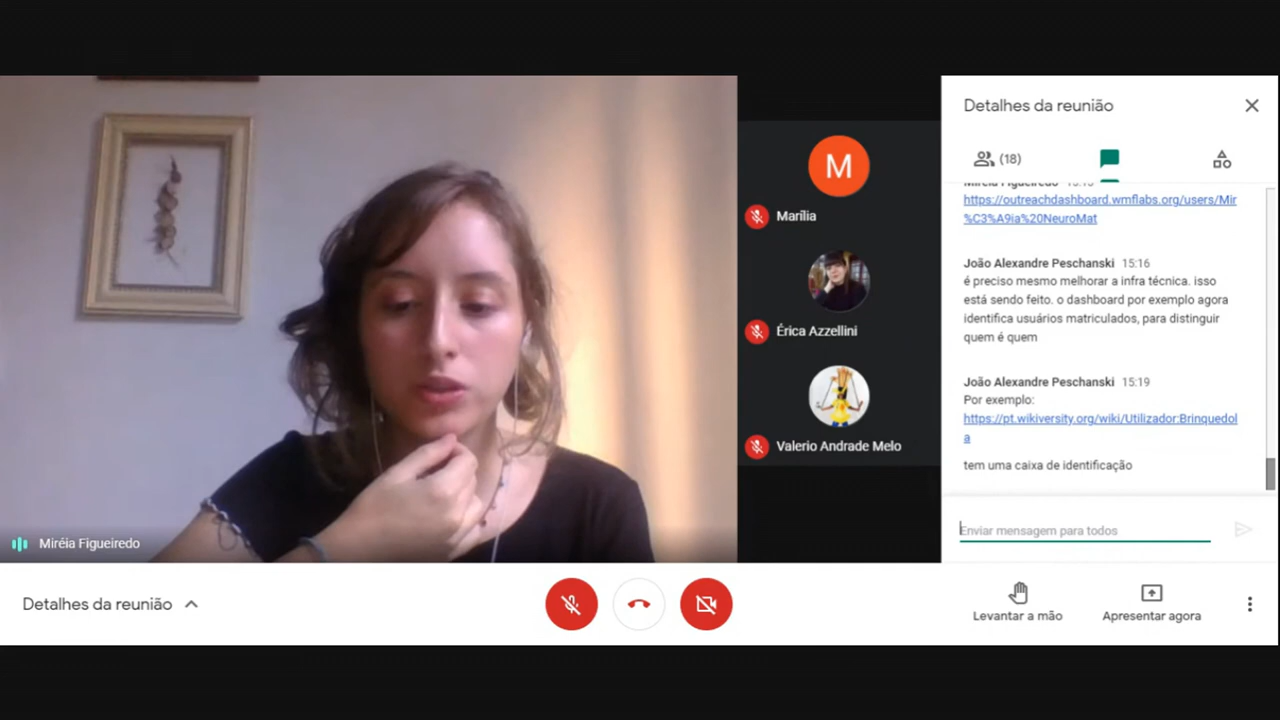 Detalhes da reunião
(18)
Mireia Figueiredo 15:15
https://outreachdashboard.wmflabs.org/users/Mir
%C3%A9ia%20NeuroMat
João Alexandre Peschanski 15:16
é preciso mesmo melhorar a infra técnica. isso
está sendo feito. o dashboard por exemplo agora
identifica usuários matriculados, para distinguir
quem é quem
João Alexandre Peschanski 15:19
Por exemplo:
https://pt.wikiversity.org/wiki/Utilizador:Brinquedol
a
tem uma caixa de identificação
Enviar mensagem para todos
M
Marília
Érica Azzellini
Valerio Andrade Melo
Miréia Figueiredo
Detalhes da reunião
Levantar a mão
Apresentar agora